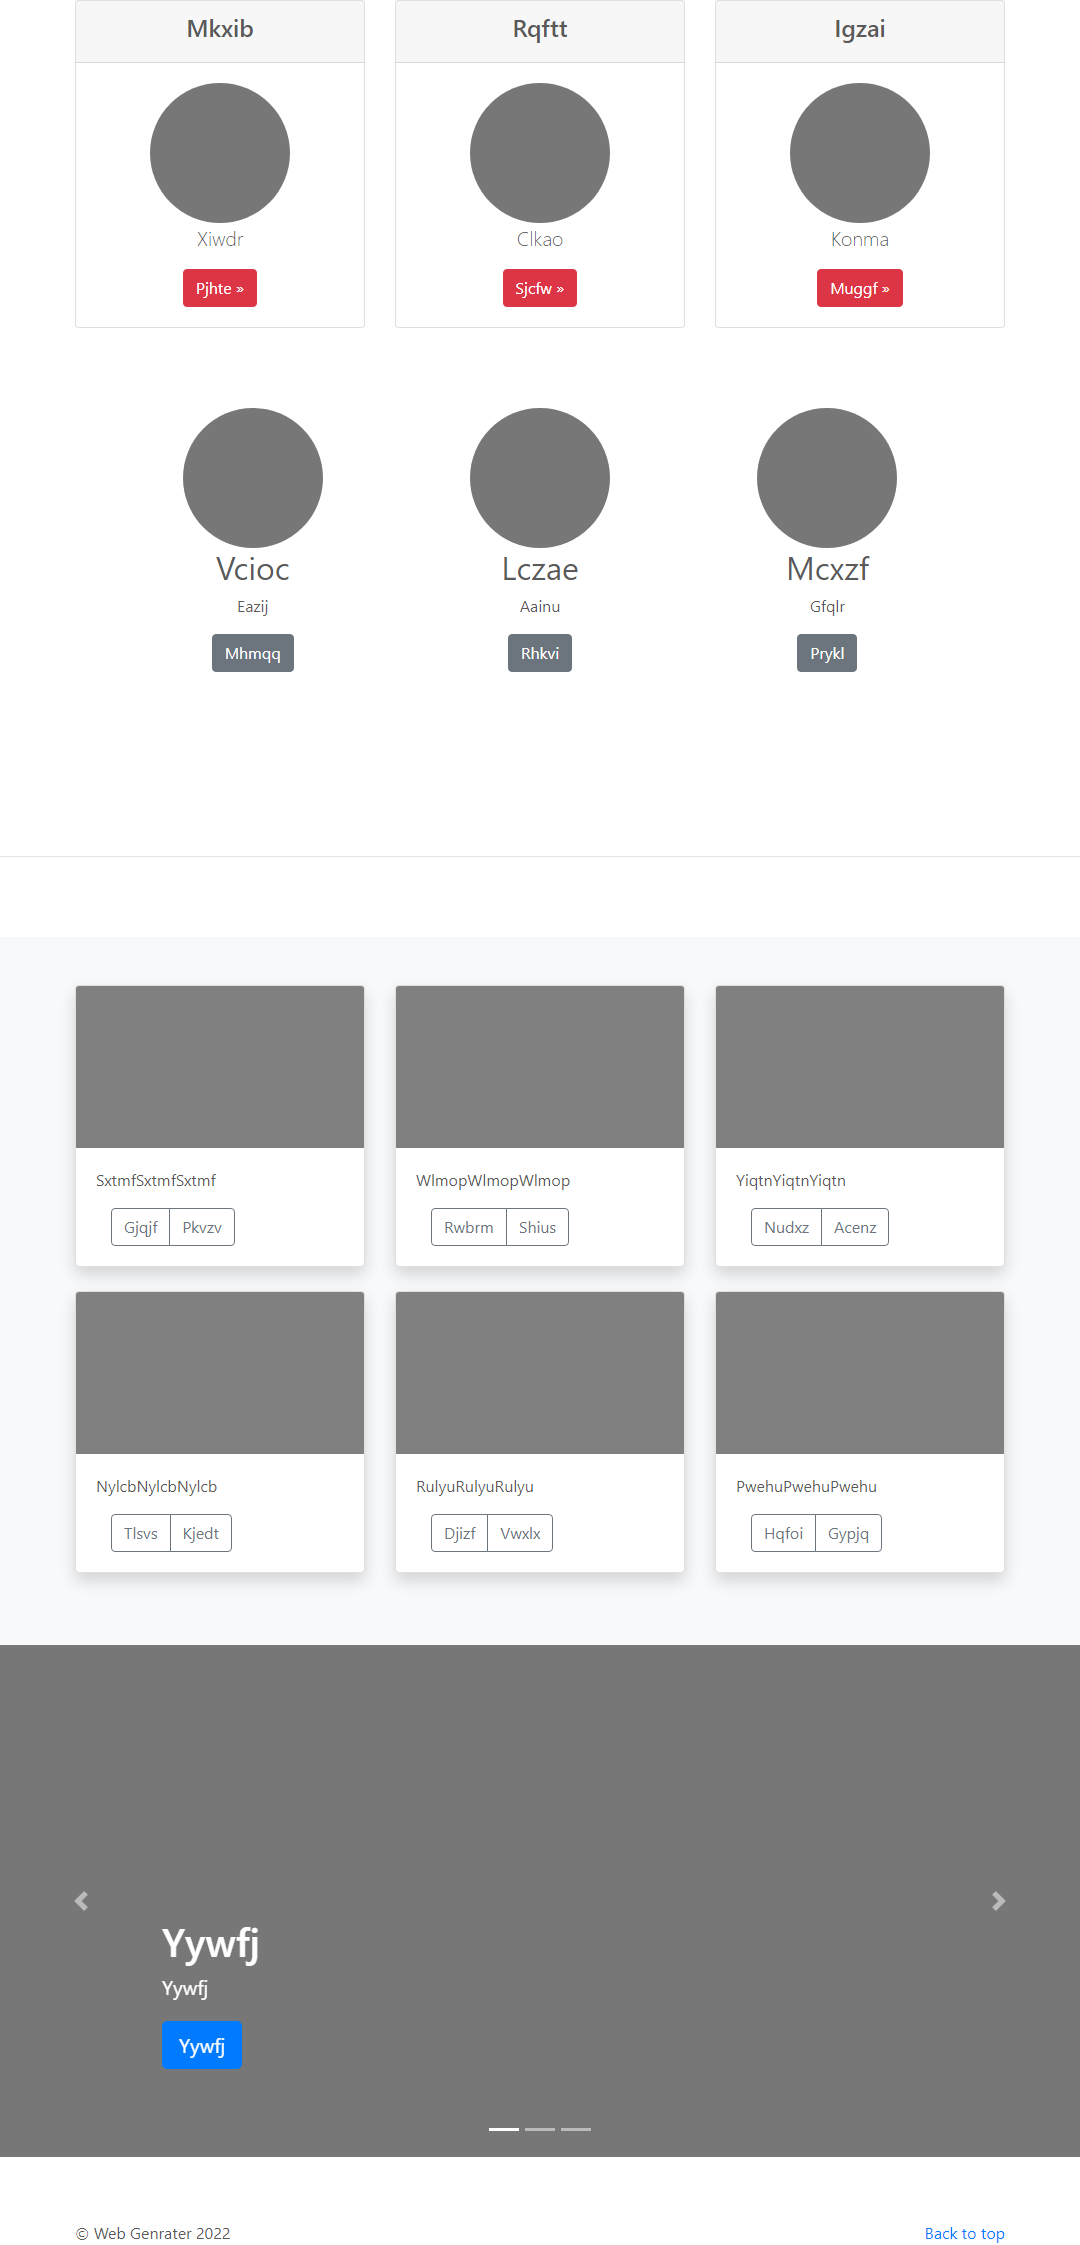 Mkxib Rqftt Igzai
Xiwdr Clkao Konma
Pjhte » Sjcfw » Muggf »
Vcioc Lczae Mcxzf
Eazij Aainu Gfqlr
Mhmqq Rhkvi Prykl
SxtmfSxtmfSxtmf WlmopWlmopWlmop YiqtnYiqtnYiqtn
Gjqjf Pkvzv Rwbrm Shius Nudxz Acenz
NylcbNylcbNylcb RulyuRulyuRulyu PwehuPwehuPwehu
Tlsvs Kjedt Djizf Vwxlx Hqfoi Gypjq
Yywfj
Yywfj
Yywfj
© Web Genrater 2022 Back to top